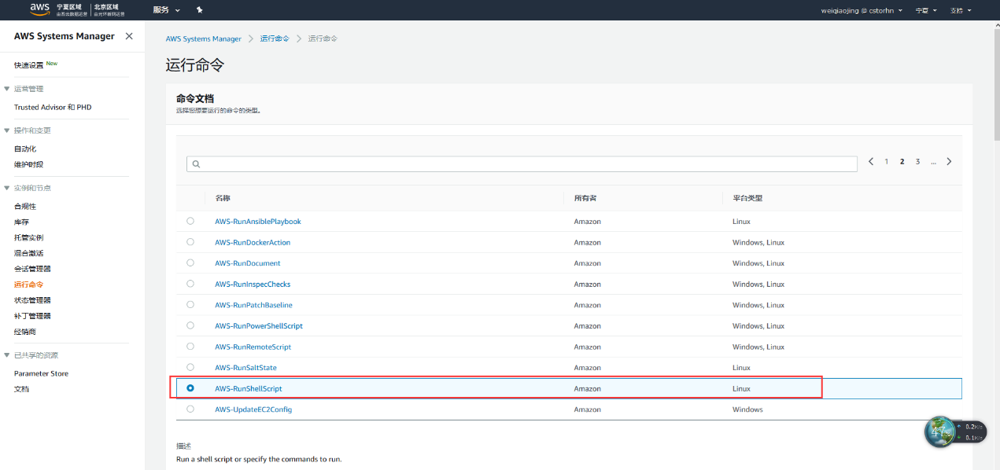 aws 宁夏区域 北京区域 服务 weiqiaojing @ cstorhn 宁夏 支持
由西云数据运营 由光环新网运营
AWS Systems Manager
快速设置 New
运营管理
Trusted Advisor 和 PHD
操作和变更
自动化
维护时段
实例和节点
合规性
库存
托管实例
混合激活
会话管理器
运行命令
状态管理器
补丁管理器
经销商
已共享的资源
Parameter Store
文档
AWS Systems Manager 运行命令 运行命令
运行命令
命令文档
选择您想要运行的命令的类型。
1 2 3 ...
名称 所有者 平台类型
AWS-RunAnsiblePlaybook Amazon Linux
AWS-RunDockerAction Amazon Windows, Linux
AWS-RunDocument Amazon Windows, Linux
AWS-RunInspecChecks Amazon Windows, Linux
AWS-RunPatchBaseline Amazon Windows, Linux
AWS-RunPowerShellScript Amazon Windows, Linux
AWS-RunRemoteScript Amazon Windows, Linux
AWS-RunSaltState Amazon Linux
AWS-RunShellScript Amazon Linux
AWS-UpdateEC2Config Amazon Windows
描述
Run a shell script or specify the commands to run.
0.2K/s
0.1K/s